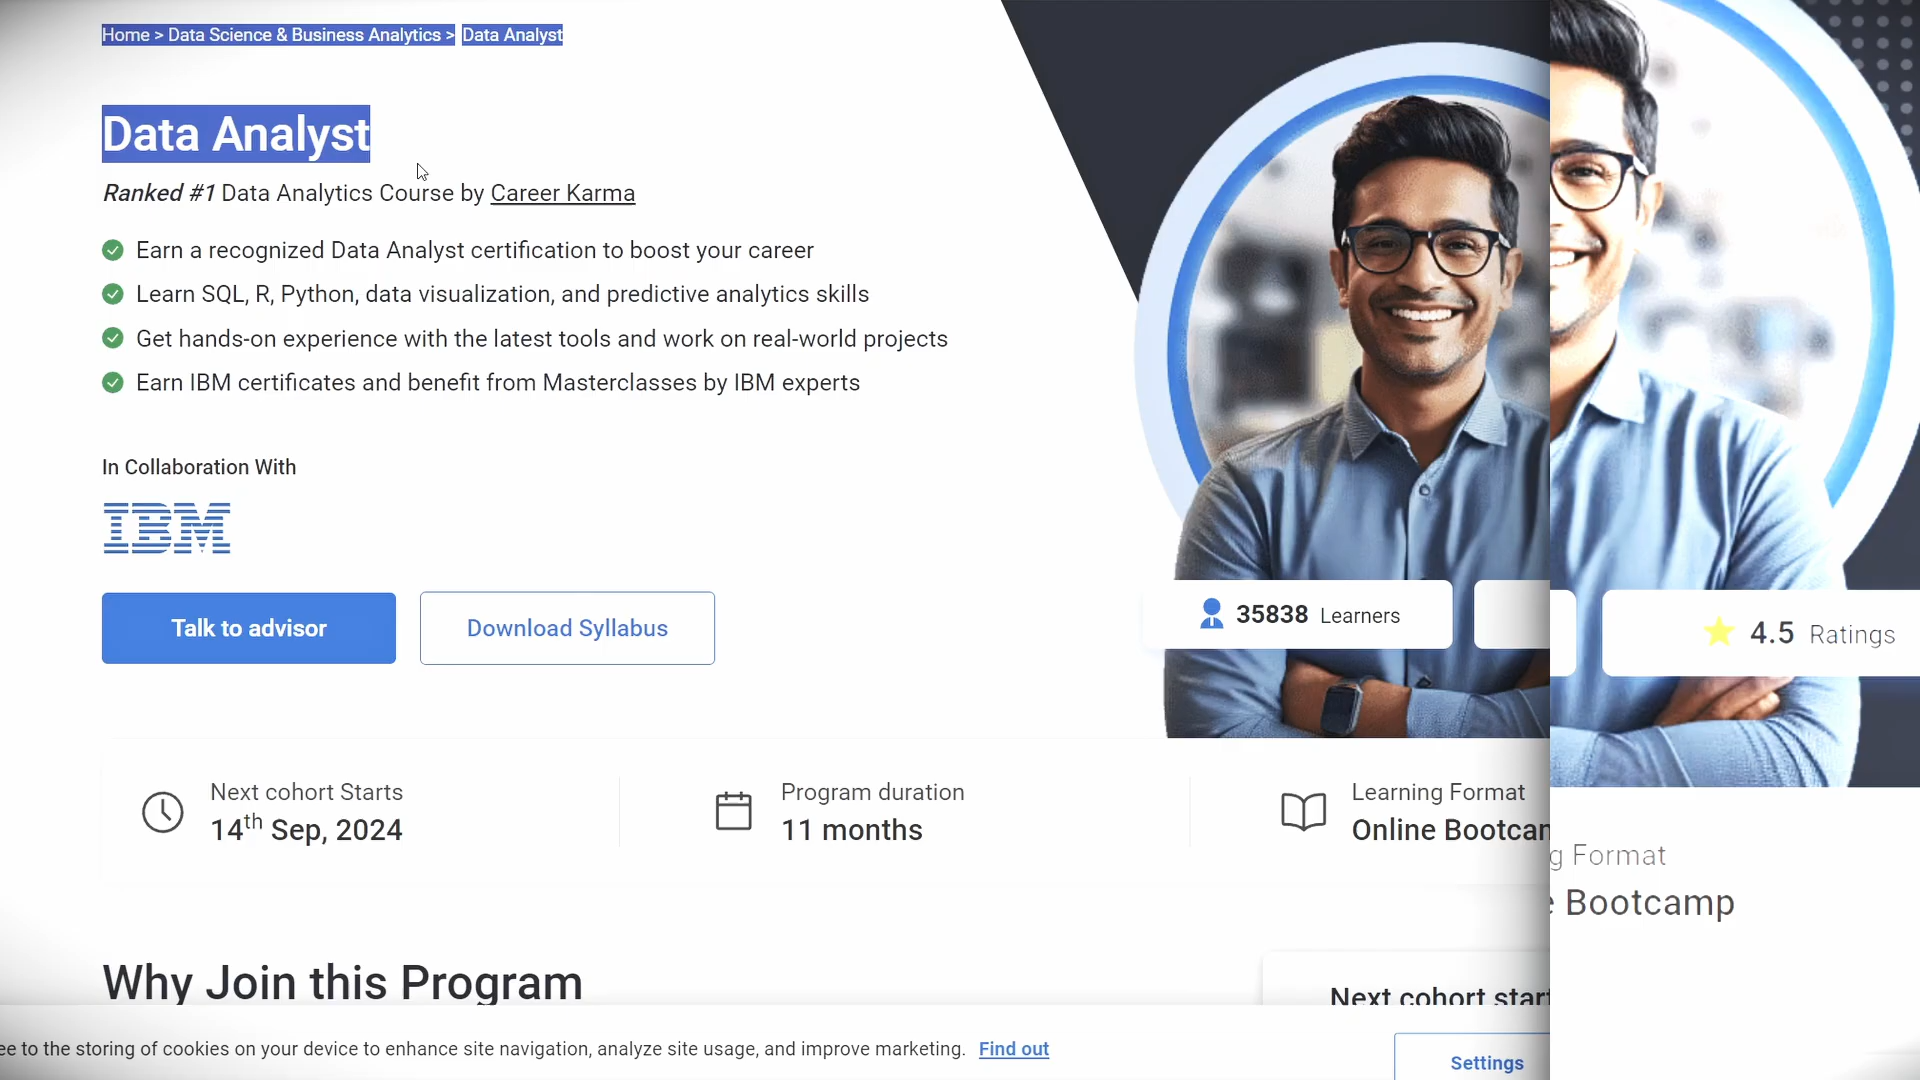 Home > Data Science & Business Analytics > Data Analyst
Data Analyst
Ranked #1 Data Analytics Course by Career Karma
Earn a recognized Data Analyst certification to boost your career
Learn SQL, R, Python, data visualization, and predictive analytics skills
Get hands-on experience with the latest tools and work on real-world projects
Earn IBM certificates and benefit from Masterclasses by IBM experts
In Collaboration With
IBM
Talk to advisor
Download Syllabus
35838 Learners
4.5 Ratings
Next cohort Starts
14th Sep, 2024
Program duration
11 months
Learning Format
Online Bootcam
g Format
e Bootcamp
Why Join this Program
Next cohort start
ee to the storing of cookies on your device to enhance site navigation, analyze site usage, and improve marketing. Find out
Settings